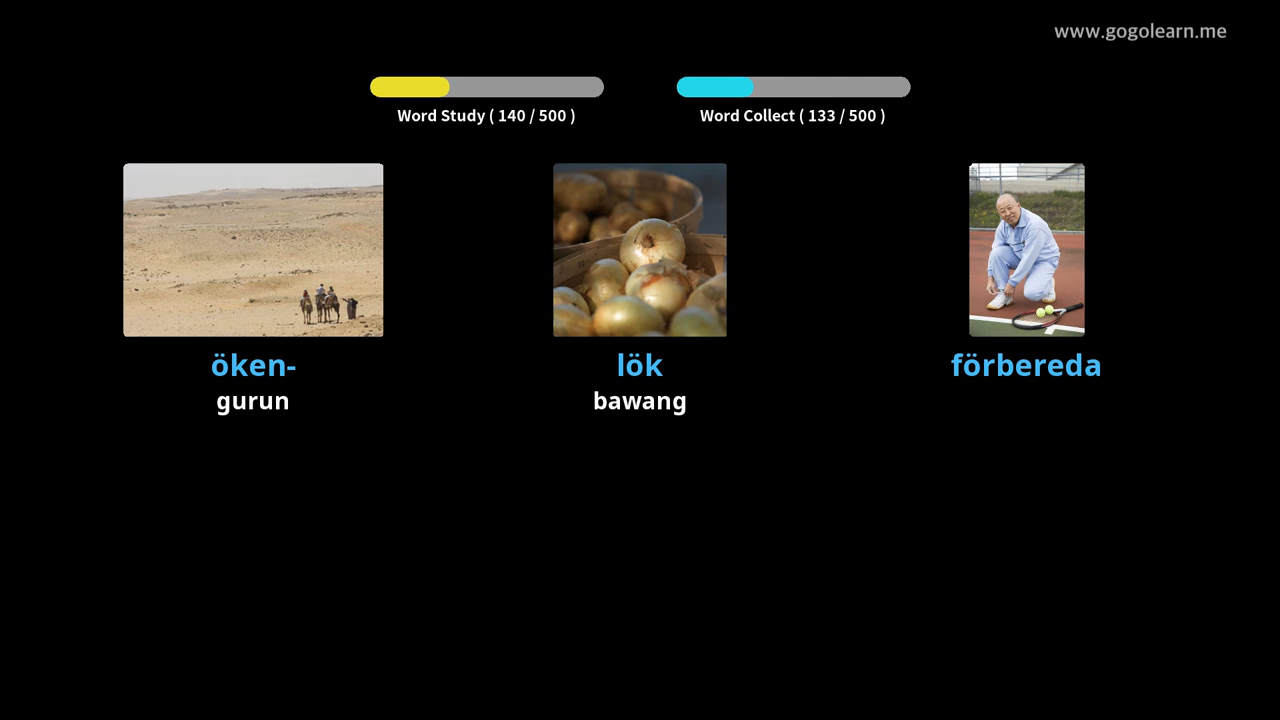 www.gogolearn.me
Word Study ( 140 / 500 )
Word Collect ( 133 / 500 )
öken-
gurun
lök
bawang
förbereda